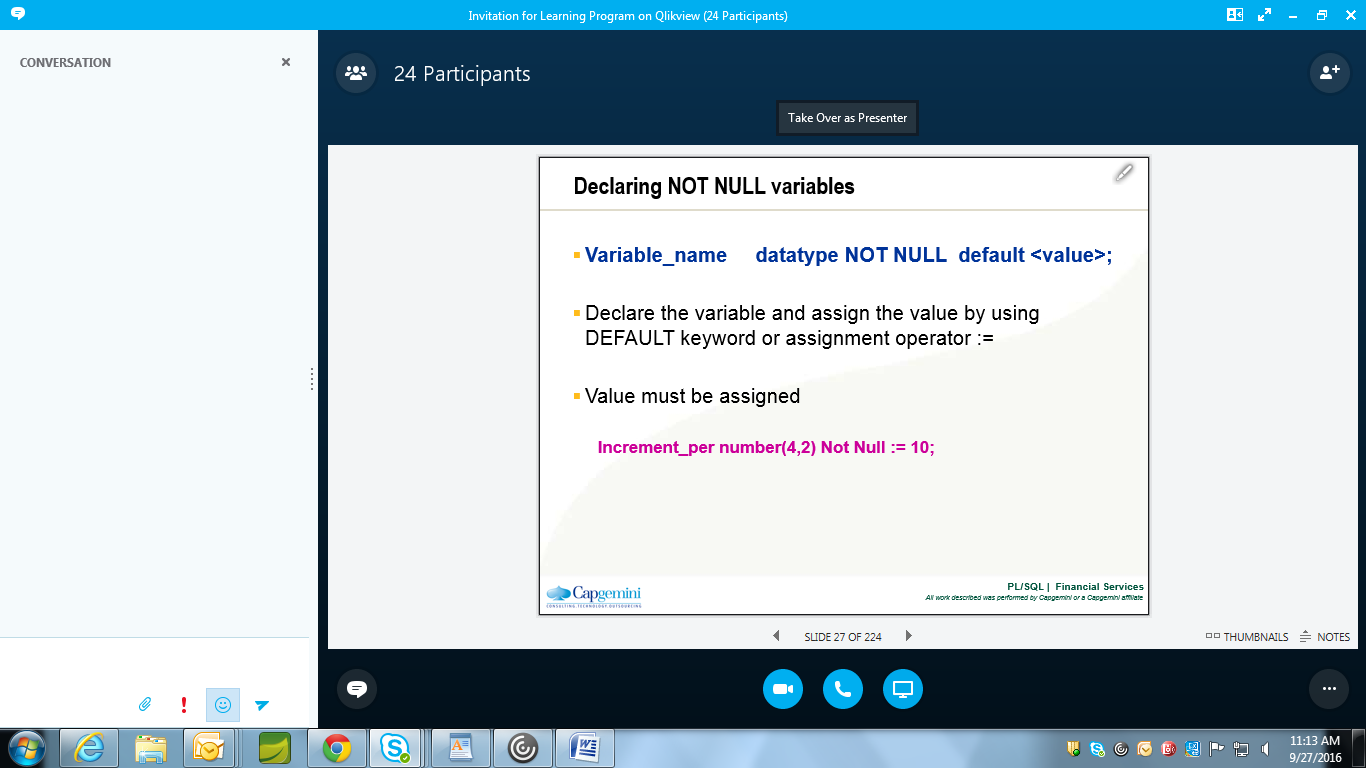 Invitation for Learning Program on Qlikview (24 Participants)
CONVERSATION
24 Participants
Take Over as Presenter
Declaring NOT NULL variables
Variable_name datatype NOT NULL default <value>;
Declare the variable and assign the value by using
DEFAULT keyword or assignment operator :=
Value must be assigned
Increment_per number(4,2) Not Null := 10;
Capgemini
CONSULTING.TECHNOLOGY.OUTSOURCING
PL/SQL | Financial Services
All work described was performed by Capgemini or a Capgemini affiliate
SLIDE 27 OF 224
THUMBNAILS
NOTES
11:13 AM
9/27/2016